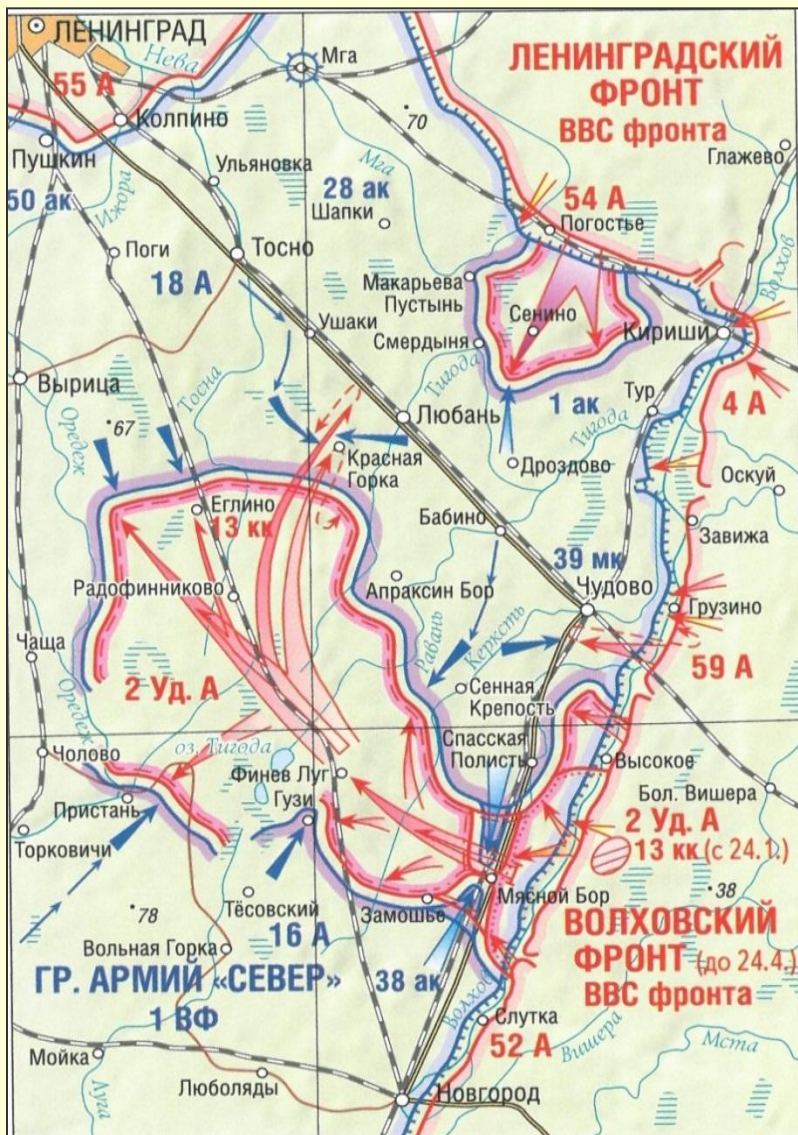 ЛЕНИНГРАД
Нева
Мга
ЛЕНИНГРАДСКИЙ
ФРОНТ
ВВС фронта
55 А
Колпино
70
Глажево
Пушкин
Ульяновка
Мга
50 ак
Ижора
28 ак
Шапки
54 А
Погостье
Поги
Тосно
Волхов
18 А
Макарьева
Пустынь
Сенино
Ушаки
Смердыня
Кириши
Вырица
Тигода
Тур
Оредеж
Тосна
67
Любань
1 ак
Тигода
4 А
Красная
Горка
Дроздово
Оскуй
Еглино
13 кк
Бабино
Завижа
39 мк
Радофинниково
Апраксин Бор
Чудово
Грузино
Равань
Керксть
Чаща
2 Уд. А
59 А
Оредеж
Сенная
Крепость
Чолово
оз. Тигода
Спасская
Полисть
Высокое
Финев Луг
Бол. Вишера
Пристань
Гузи
2 Уд. А
Торковичи
13 кк (с 24.1.)
Мясной Бор
38
78
Тёсовский
Замошье
ВОЛХОВСКИЙ
ФРОНТ (до 24.4.)
ВВС фронта
Вольная Горка
16 А
ГР. АРМИЙ «СЕВЕР»
1 ВФ
38 ак
Волхов
Слутка
52 А
Вишера
Мста
Мойка
Люболяды
Луга
Новгород